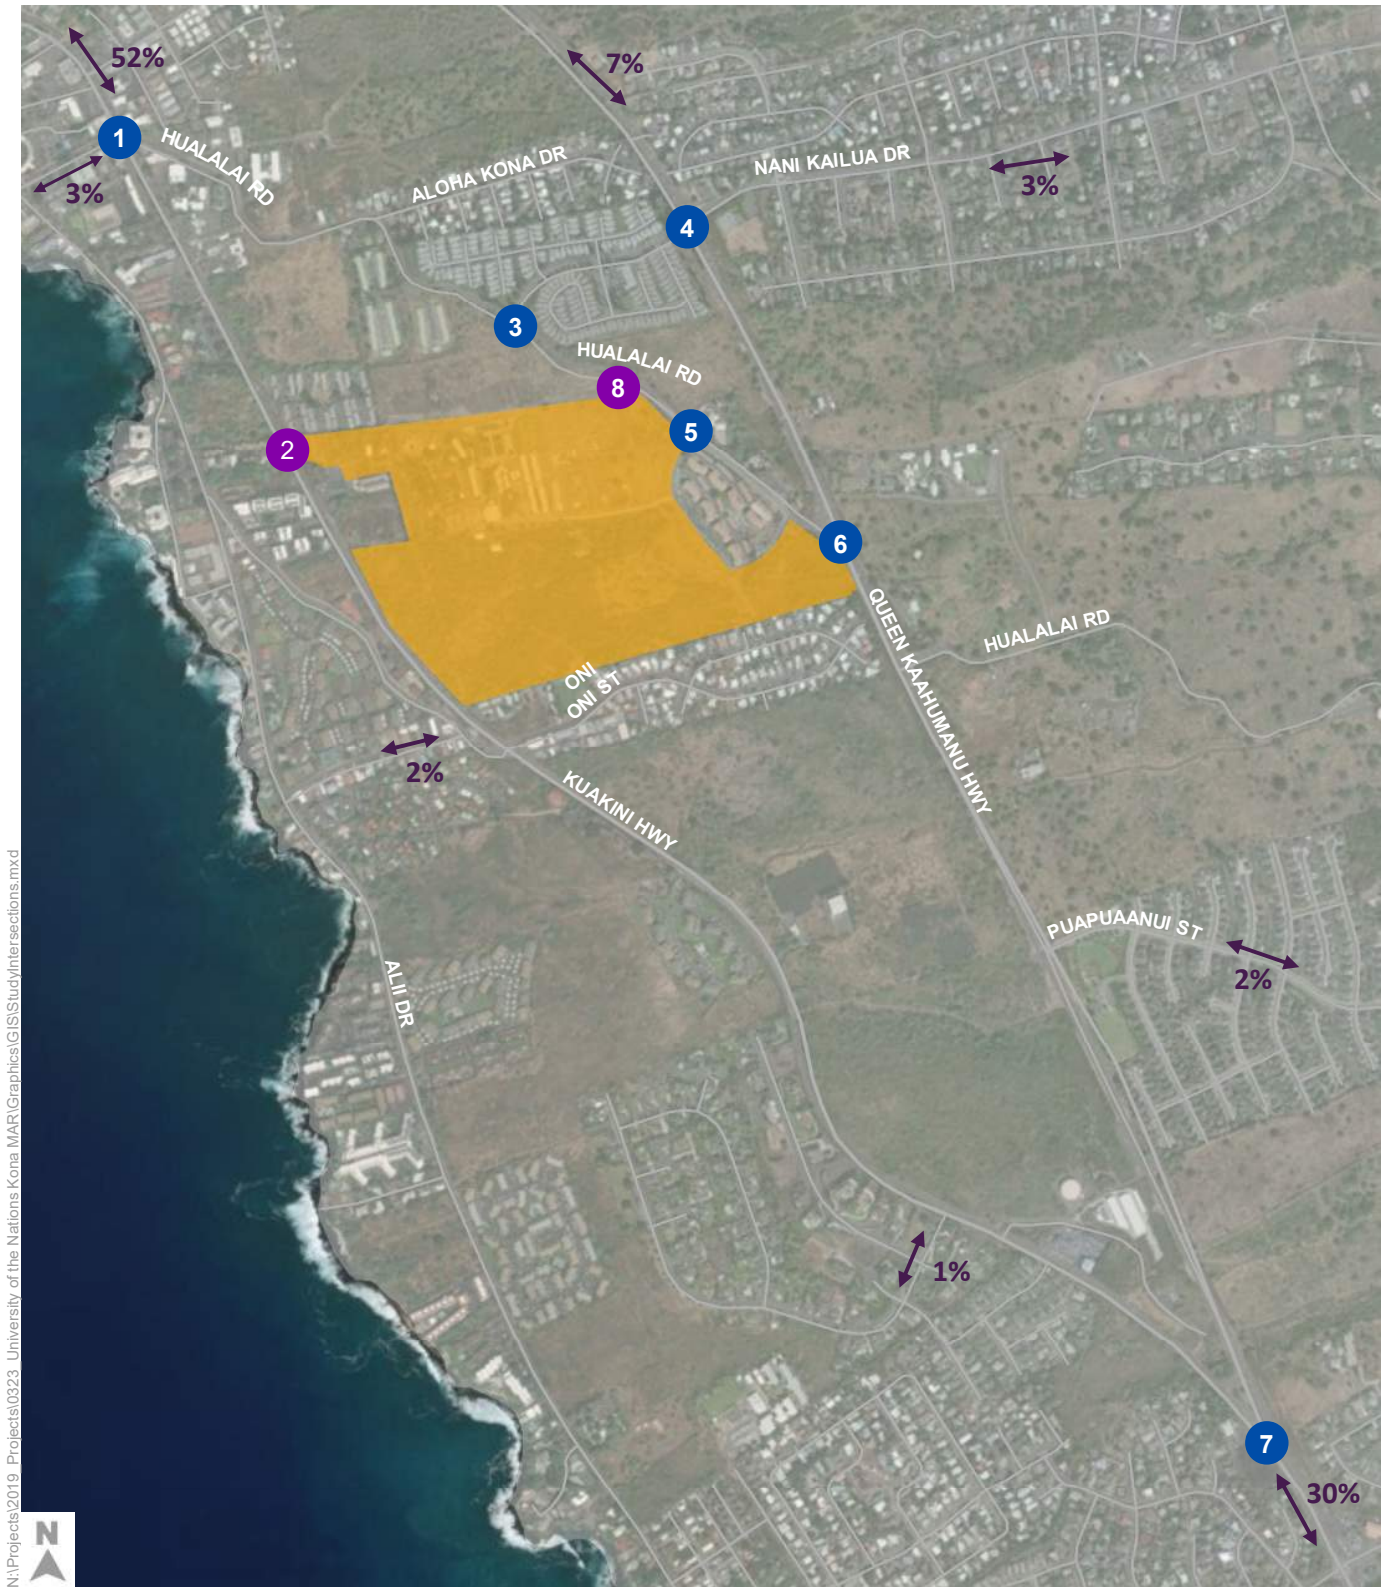 52%
7%
1
HUALALAI RD
3%
ALOHA KONA DR
NANI KAILUA DR
3%
4
3
HUALALAI RD
8
5
2
6
QUEEN KAAHUMANU HWY
HUALALAI RD
ONI
ONI ST
2%
KUAKINI HWY
PUAPUAANUI ST
2%
ALII DR
1%
7
30%
N
N:\Projects\2019_Projects\0323_University of the Nations Kona MAR\Graphics\GIS\StudyIntersections.mxd